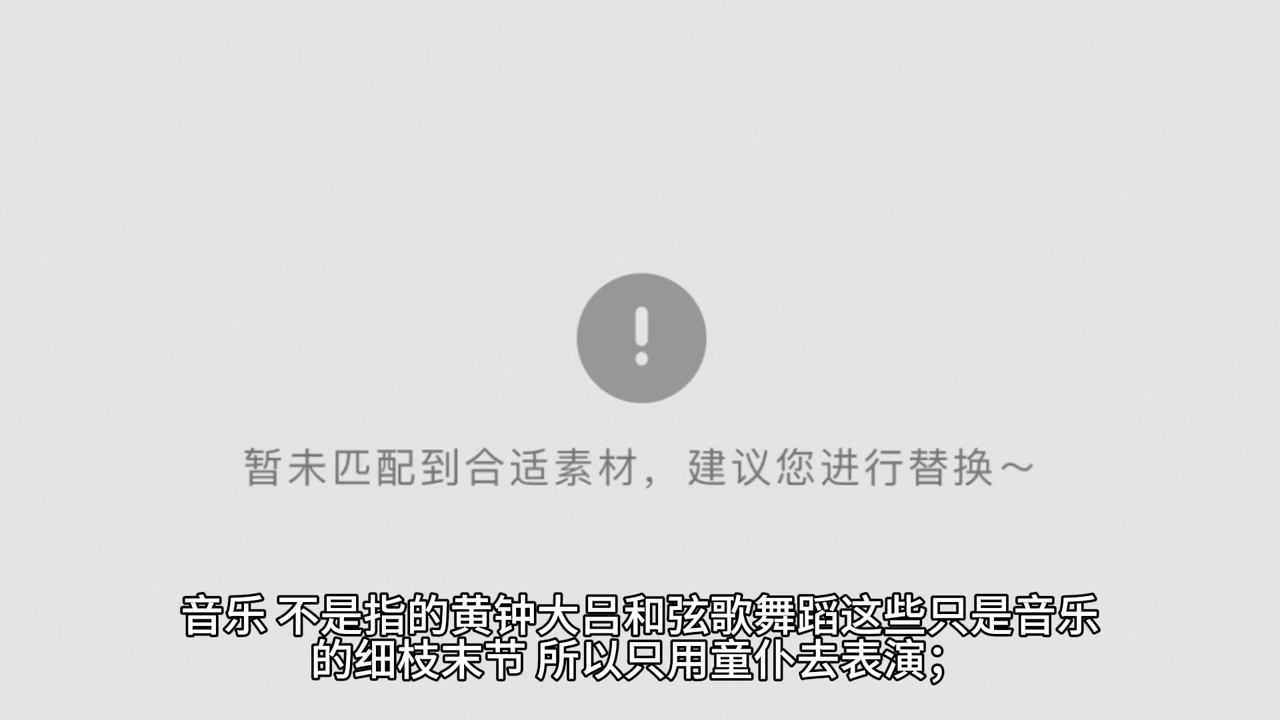 暂未匹配到合适素材，建议您进行替换～
音乐 不是指的黄钟大吕和弦歌舞蹈这些只是音乐
的细枝末节 所以只用童仆去表演；